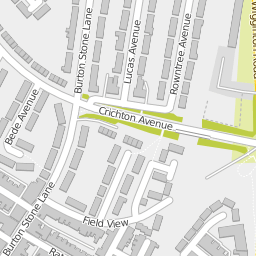 Burton Stone Lane
Lucas Avenue
Rowntree Avenue
Wigginton Road
Bede Avenue
Crichton Avenue
Burton Stone Lane
Field View